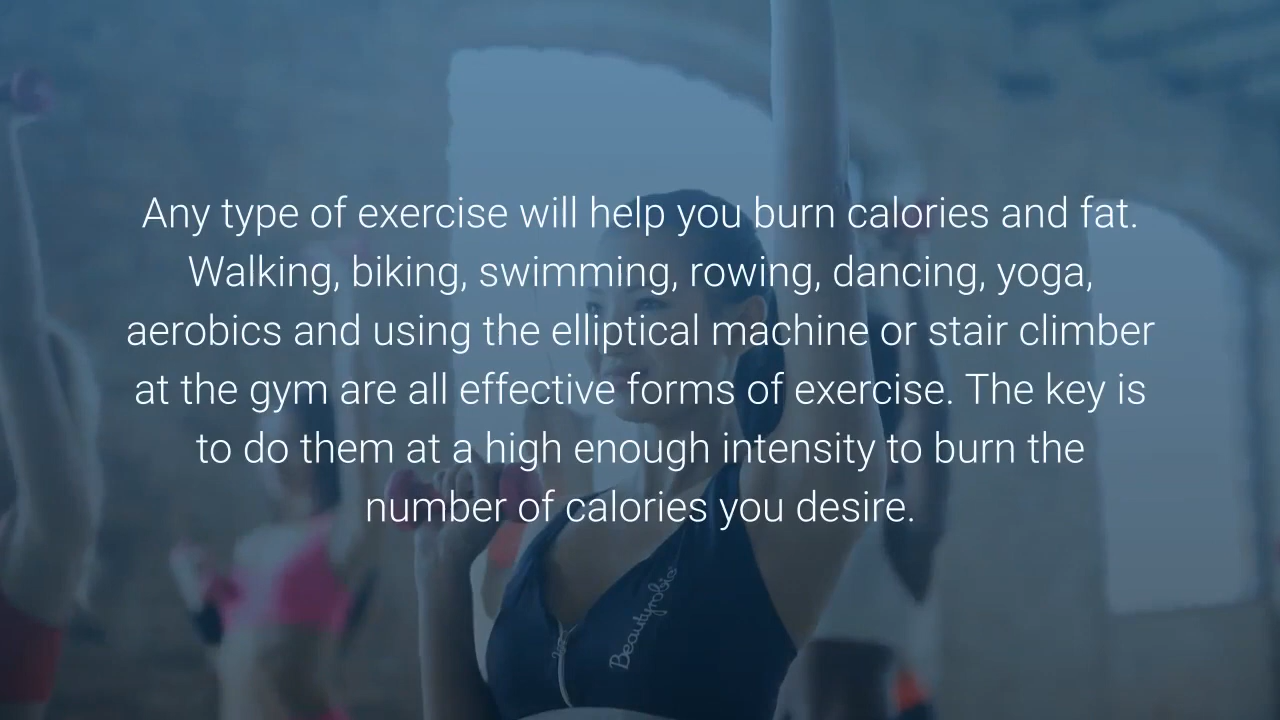 Any type of exercise will help you burn calories and fat.
Walking, biking, swimming, rowing, dancing, yoga,
aerobics and using the elliptical machine or stair climber
at the gym are all effective forms of exercise. The key is
to do them at a high enough intensity to burn the
number of calories you desire.
Beautyrobics